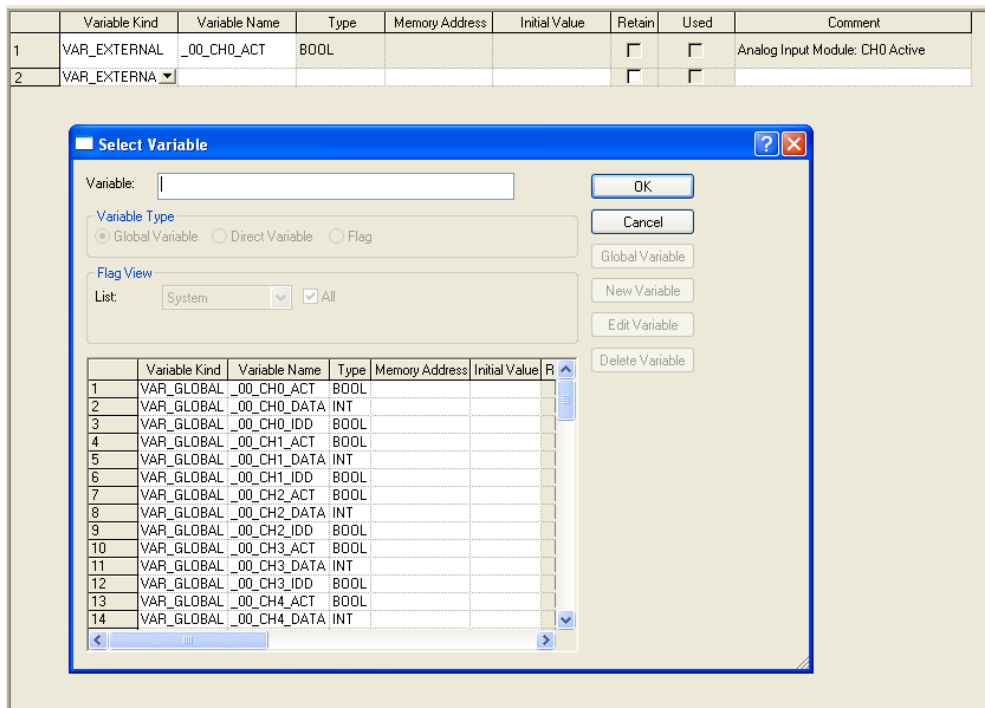 Variable Kind Variable Name Type Memory Address Initial Value Retain Used Comment
1 VAR_EXTERNAL _00_CH0_ACT BOOL Analog Input Module: CH0 Active
2 VAR_EXTERNA
Select Variable
Variable:
OK
Variable Type
Cancel
Global Variable Direct Variable Flag
Global Variable
Flag View
List: System All
New Variable
Edit Variable
Delete Variable
Variable Kind Variable Name Type Memory Address Initial Value R
1 VAR_GLOBAL _00_CH0_ACT BOOL
2 VAR_GLOBAL _00_CH0_DATA INT
3 VAR_GLOBAL _00_CH0_IDD BOOL
4 VAR_GLOBAL _00_CH1_ACT BOOL
5 VAR_GLOBAL _00_CH1_DATA INT
6 VAR_GLOBAL _00_CH1_IDD BOOL
7 VAR_GLOBAL _00_CH2_ACT BOOL
8 VAR_GLOBAL _00_CH2_DATA INT
9 VAR_GLOBAL _00_CH2_IDD BOOL
10 VAR_GLOBAL _00_CH3_ACT BOOL
11 VAR_GLOBAL _00_CH3_DATA INT
12 VAR_GLOBAL _00_CH3_IDD BOOL
13 VAR_GLOBAL _00_CH4_ACT BOOL
14 VAR_GLOBAL _00_CH4_DATA INT